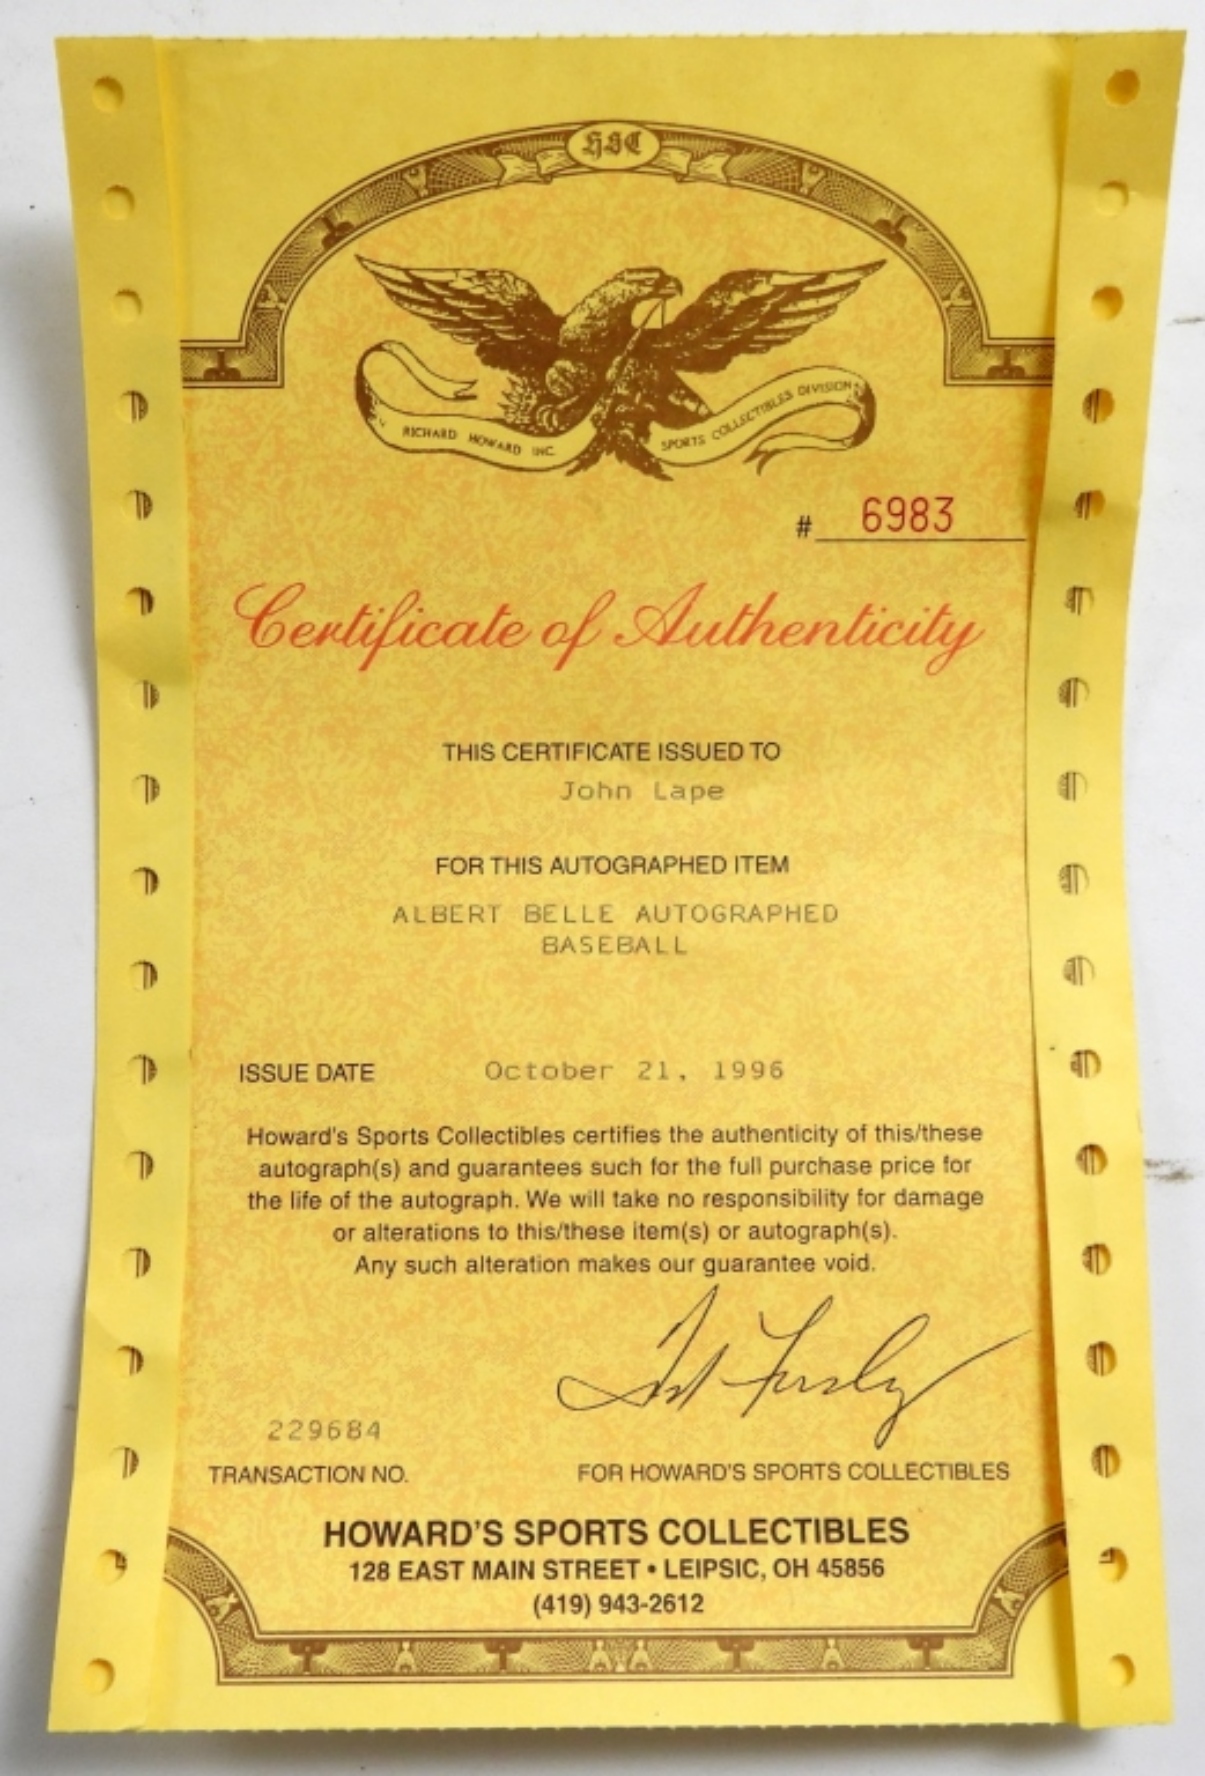 HSC
RICHARD HOWARD INC. SPORTS COLLECTIBLES DIVISION
# 6983
Certificate of Authenticity
THIS CERTIFICATE ISSUED TO
John Lape
FOR THIS AUTOGRAPHED ITEM
ALBERT BELLE AUTOGRAPHED
BASEBALL
ISSUE DATE October 21, 1996
Howard's Sports Collectibles certifies the authenticity of this/these
autograph(s) and guarantees such for the full purchase price for
the life of the autograph. We will take no responsibility for damage
or alterations to this/these item(s) or autograph(s).
Any such alteration makes our guarantee void.
229684
TRANSACTION NO. FOR HOWARD'S SPORTS COLLECTIBLES
HOWARD'S SPORTS COLLECTIBLES
128 EAST MAIN STREET • LEIPSIC, OH 45856
(419) 943-2612